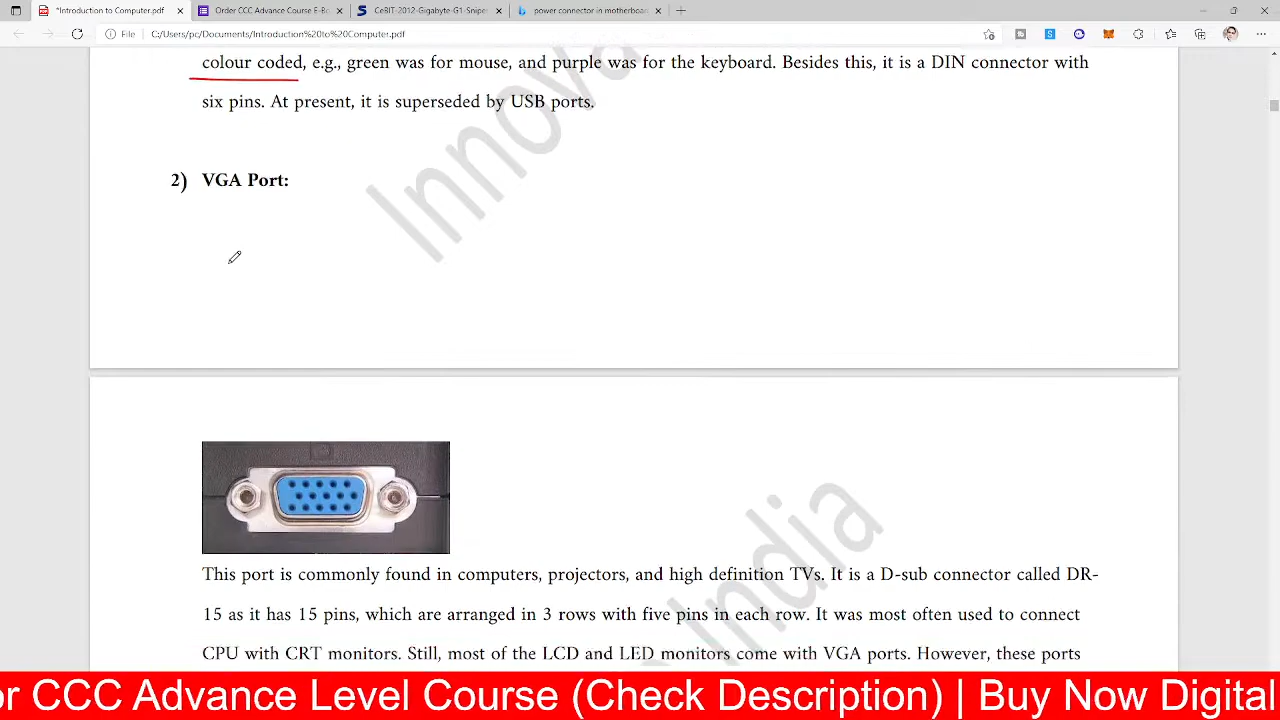 *Introduction to Computer.pdf
Order CCC Advance Course E-Bo
CeBIT-2012-Gigabyte-G1-Sniper
power connector in motherboard
File
C:/Users/pc/Documents/Introduction%20to%20Computer.pdf
colour coded, e.g., green was for mouse, and purple was for the keyboard. Besides this, it is a DIN connector with
six pins. At present, it is superseded by USB ports.
Innova
2) VGA Port:
India
This port is commonly found in computers, projectors, and high definition TVs. It is a D-sub connector called DR-
15 as it has 15 pins, which are arranged in 3 rows with five pins in each row. It was most often used to connect
CPU with CRT monitors. Still, most of the LCD and LED monitors come with VGA ports. However, these ports
or CCC Advance Level Course (Check Description) | Buy Now Digital